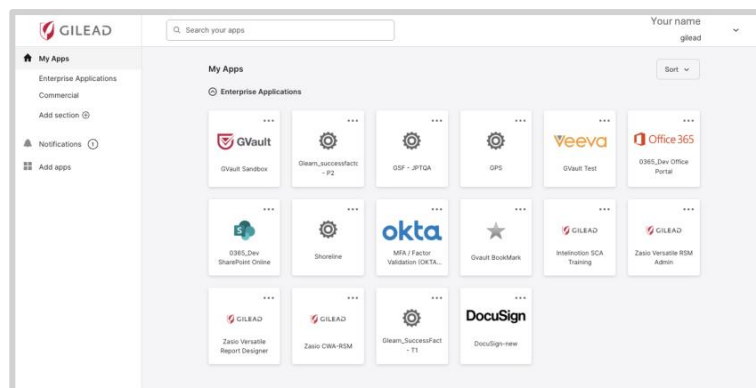 GILEAD
Search your apps
Your name
gilead
My Apps
Enterprise Applications
Commercial
Add section
Notifications 1
Add apps
My Apps
Sort
Enterprise Applications
GVault
GVault Sandbox
Glearn_successfactc
- P2
GSF - JPTQA
GPS
Veeva
GVault Test
Office 365
O365_Dev Office
Portal
O365_Dev
SharePoint Online
Shoreline
okta
MFA / Factor
Validation (OKTA...
Gvault BookMark
GILEAD
Intelinotion SCA
Training
GILEAD
Zasio Versatile RSM
Admin
GILEAD
Zasio Versatile
Report Designer
GILEAD
Zasio CWA-RSM
Glearn_SuccessFact
- T1
DocuSign
DocuSign-new